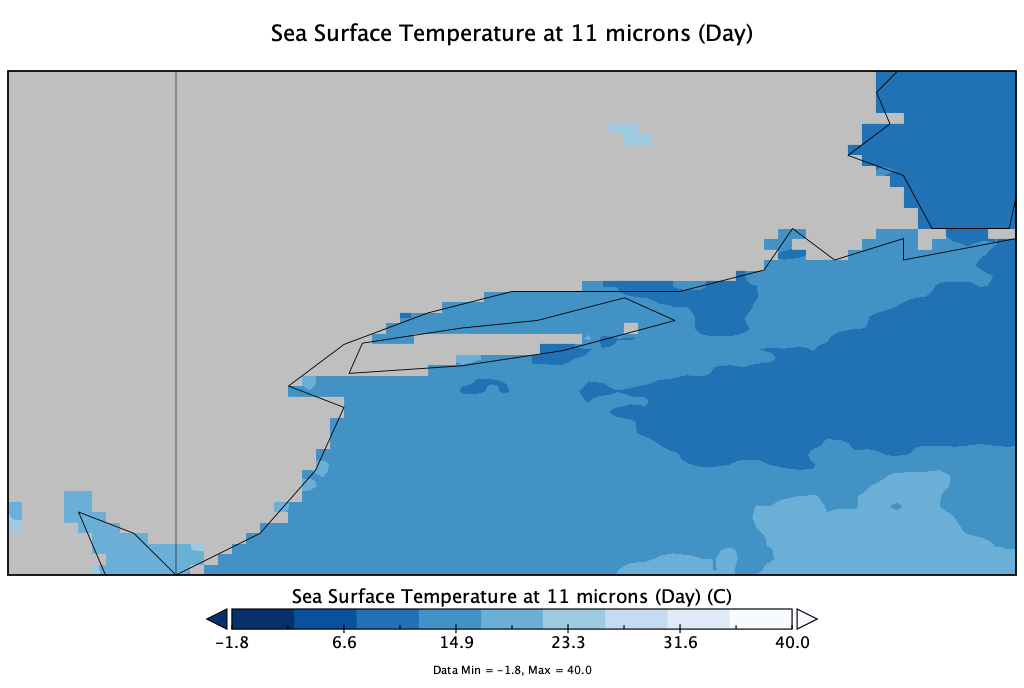 Sea Surface Temperature at 11 microns (Day)
Sea Surface Temperature at 11 microns (Day) (C)
−1.8 6.6 14.9 23.3 31.6 40.0
Data Min = −1.8, Max = 40.0